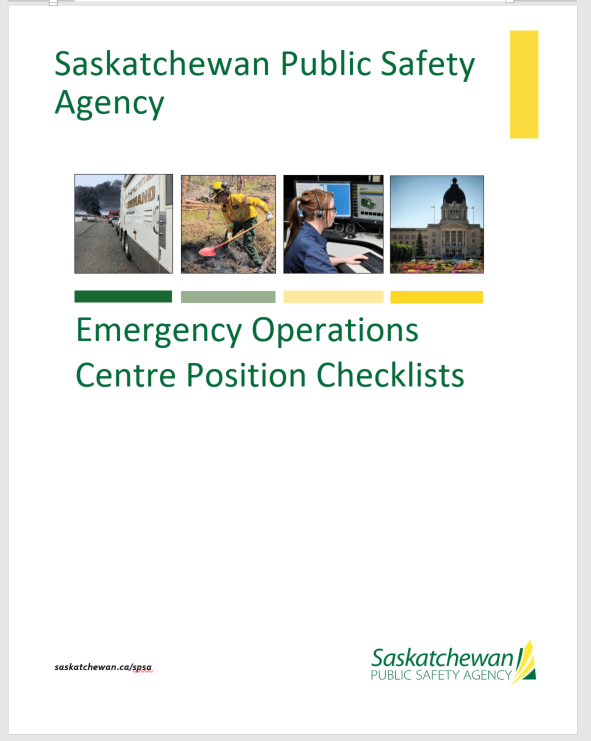 Saskatchewan Public Safety
Agency
Emergency Operations
Centre Position Checklists
saskatchewan.ca/spsa
Saskatchewan
PUBLIC SAFETY AGENCY